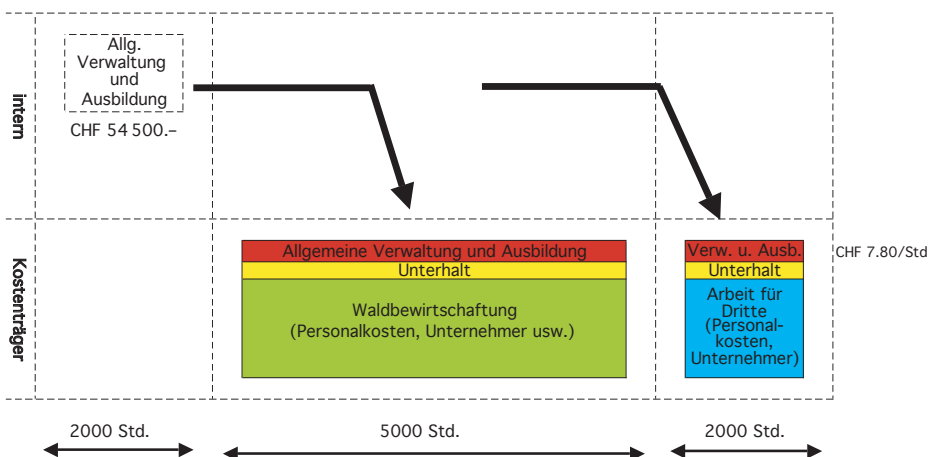 intern
Allg.
Verwaltung
und
Ausbildung
CHF 54 500.–
Kostenträger
Allgemeine Verwaltung und Ausbildung
Unterhalt
Waldbewirtschaftung
(Personalkosten, Unternehmer usw.)
Verw. u. Ausb.
Unterhalt
Arbeit für
Dritte
(Personal-
kosten,
Unternehmer)
CHF 7.80/Std
2000 Std.
5000 Std.
2000 Std.